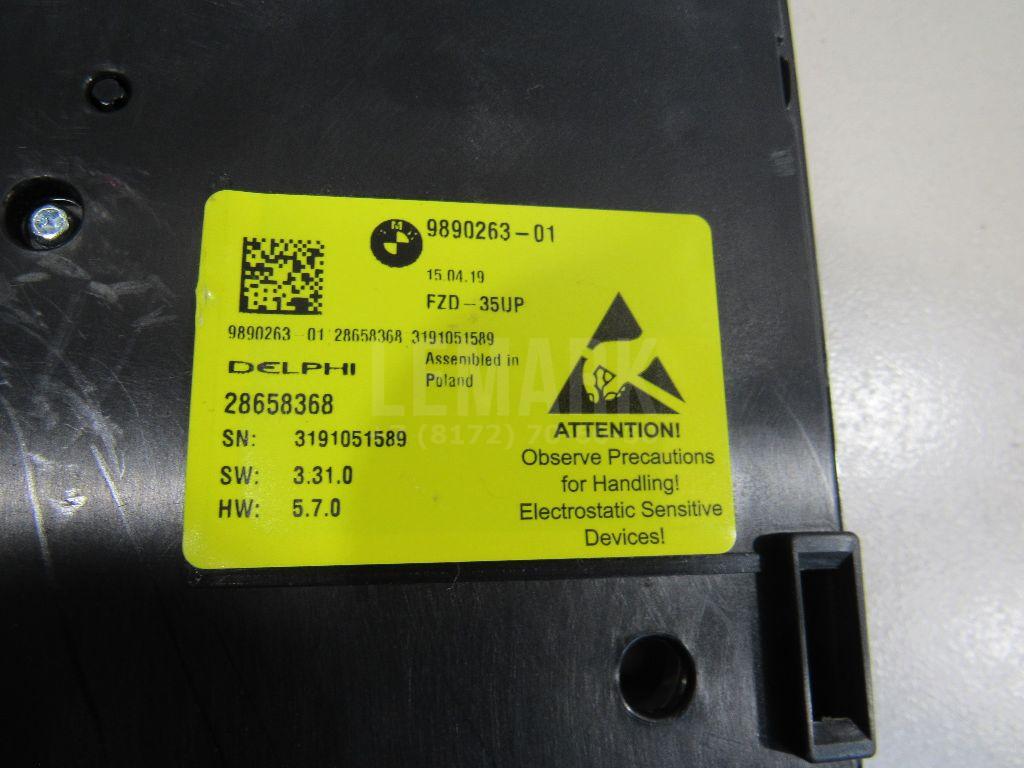 M
9890263-01
15.04.19
FZD-35UP
9890263-01 28658368 3191051589
DELPHI
Assembled in
Poland
28658368
SN: 3191051589
SW: 3.31.0
HW: 5.7.0
ATTENTION!
Observe Precautions
for Handling!
Electrostatic Sensitive
Devices!
LEMARK
(8172)